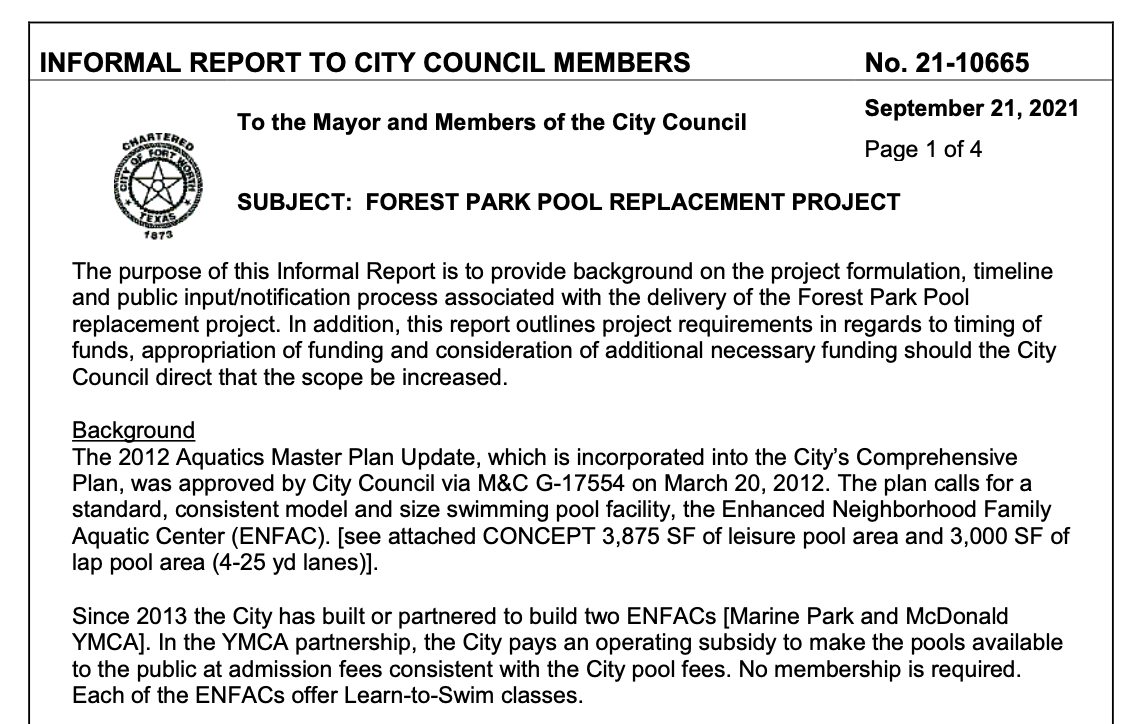 INFORMAL REPORT TO CITY COUNCIL MEMBERS No. 21-10665
To the Mayor and Members of the City Council
September 21, 2021
Page 1 of 4
CHARTERED
CITY OF FORT WORTH
TEXAS
1873
SUBJECT: FOREST PARK POOL REPLACEMENT PROJECT
The purpose of this Informal Report is to provide background on the project formulation, timeline
and public input/notification process associated with the delivery of the Forest Park Pool
replacement project. In addition, this report outlines project requirements in regards to timing of
funds, appropriation of funding and consideration of additional necessary funding should the City
Council direct that the scope be increased.
Background
The 2012 Aquatics Master Plan Update, which is incorporated into the City's Comprehensive
Plan, was approved by City Council via M&C G-17554 on March 20, 2012. The plan calls for a
standard, consistent model and size swimming pool facility, the Enhanced Neighborhood Family
Aquatic Center (ENFAC). [see attached CONCEPT 3,875 SF of leisure pool area and 3,000 SF of
lap pool area (4-25 yd lanes)].
Since 2013 the City has built or partnered to build two ENFACs [Marine Park and McDonald
YMCA]. In the YMCA partnership, the City pays an operating subsidy to make the pools available
to the public at admission fees consistent with the City pool fees. No membership is required.
Each of the ENFACs offer Learn-to-Swim classes.